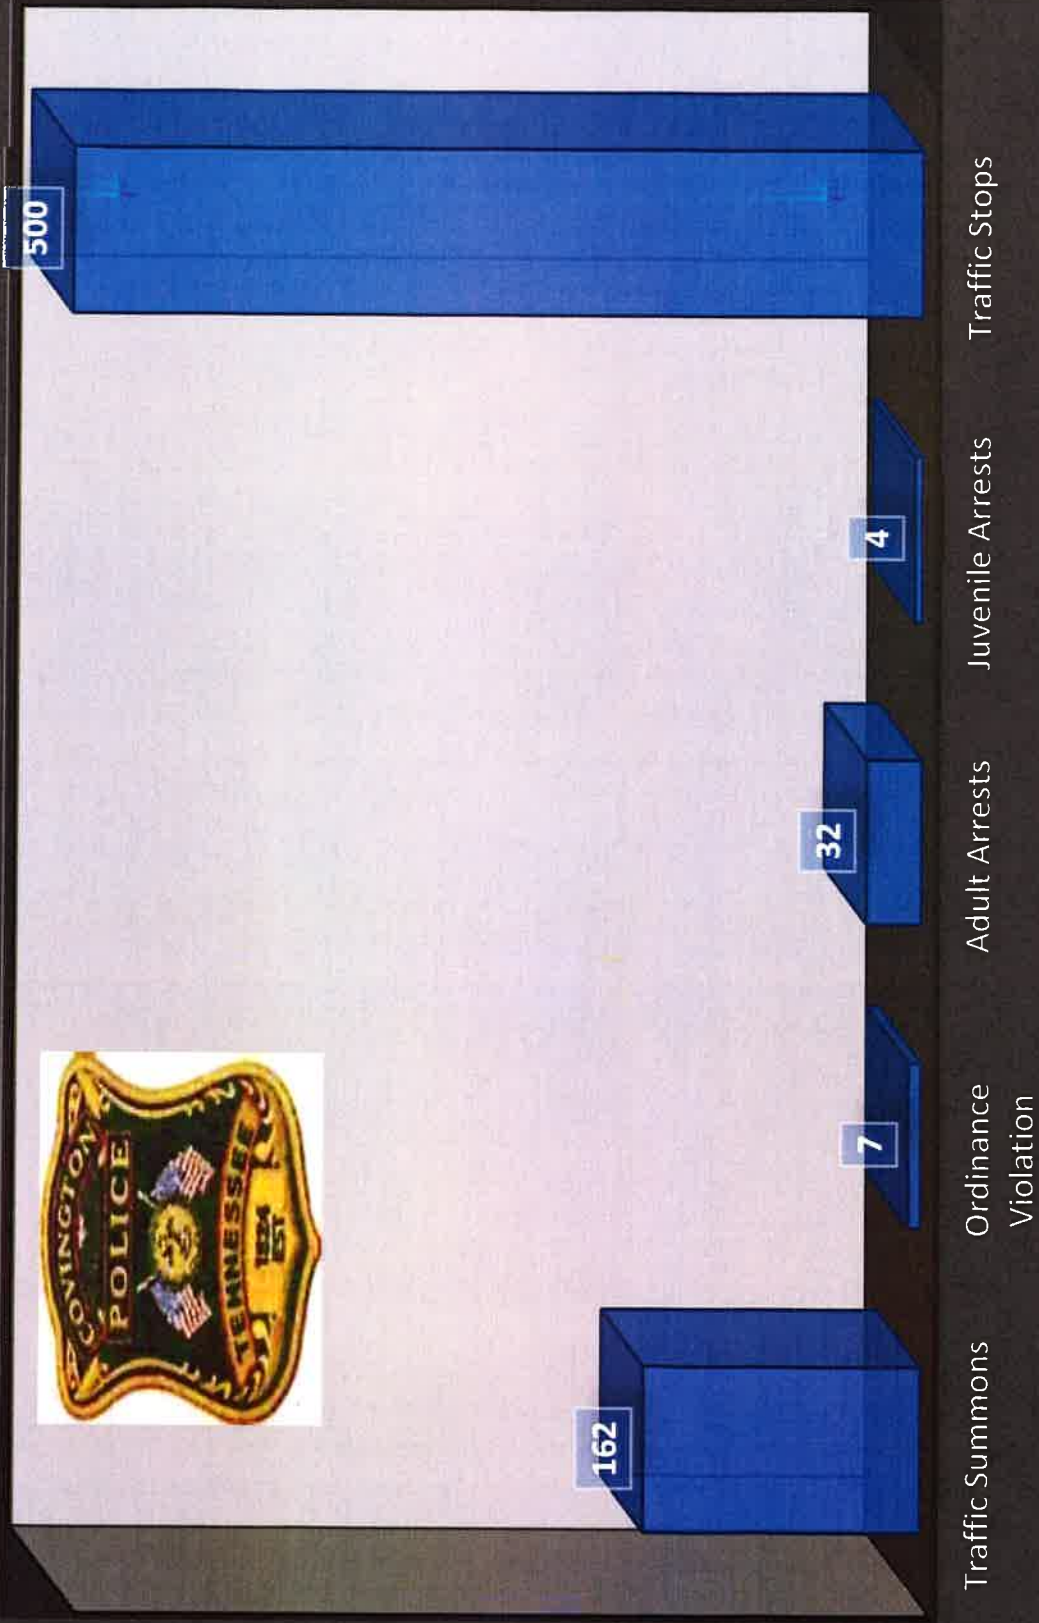 COVINGTON
POLICE
TENNESSEE
1824
EST
162
7
32
4
500
Traffic Summons
Ordinance
Violation
Adult Arrests
Juvenile Arrests
Traffic Stops